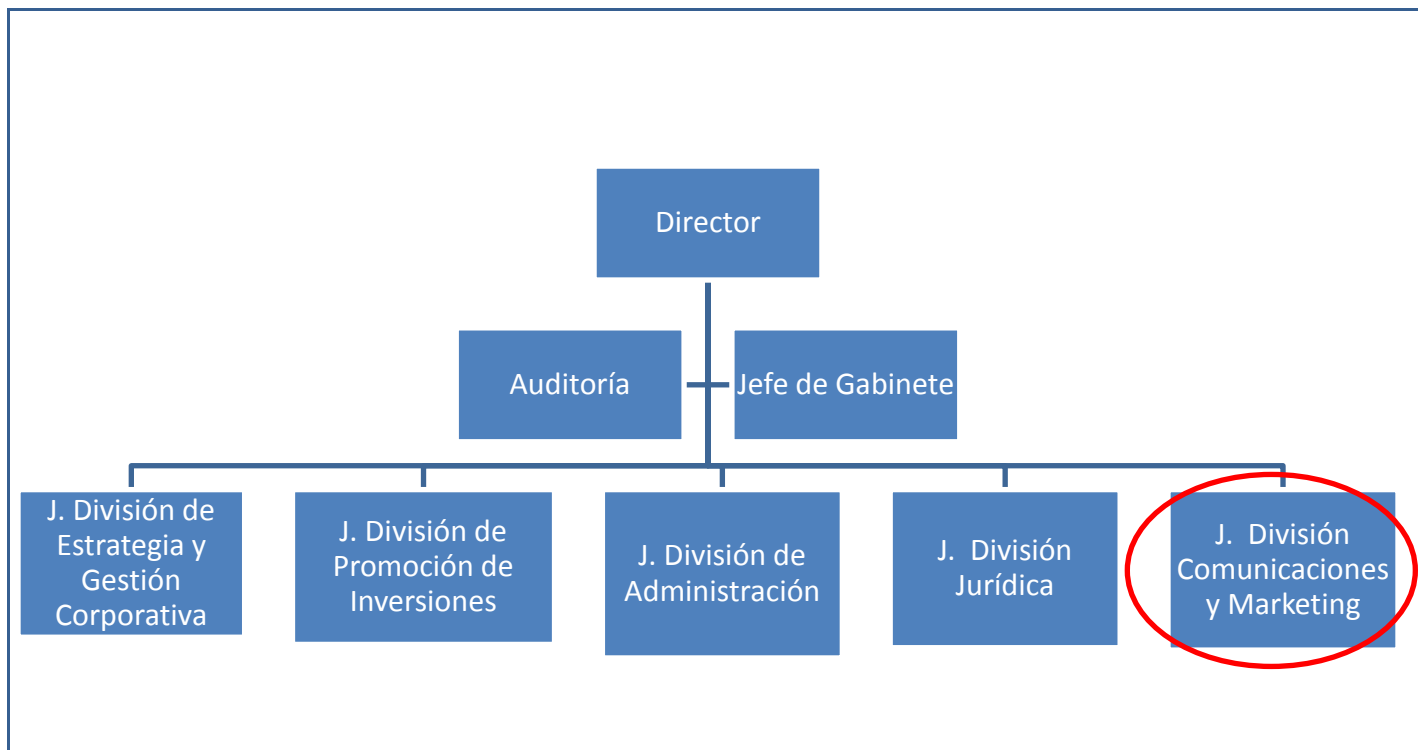 Director
Auditoría
Jefe de Gabinete
J. División de
Estrategia y
Gestión
Corporativa
J. División de
Promoción de
Inversiones
J. División de
Administración
J. División
Jurídica
J. División
Comunicaciones
y Marketing